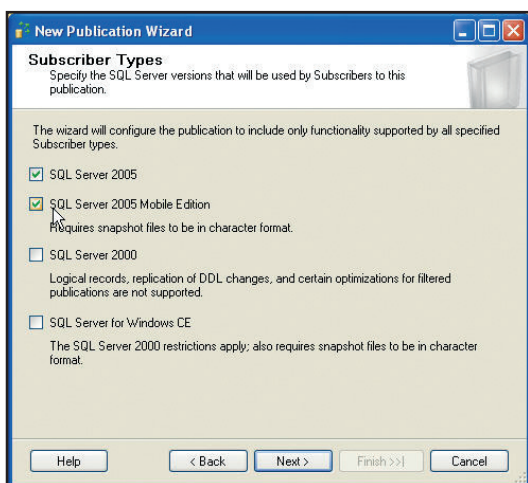 New Publication Wizard
Subscriber Types
Specify the SQL Server versions that will be used by Subscribers to this
publication.
The wizard will configure the publication to include only functionality supported by all specified
Subscriber types.
SQL Server 2005
SQL Server 2005 Mobile Edition
Requires snapshot files to be in character format.
SQL Server 2000
Logical records, replication of DDL changes, and certain optimizations for filtered
publications are not supported.
SQL Server for Windows CE
The SQL Server 2000 restrictions apply; also requires snapshot files to be in character
format.
Help
< Back
Next >
Finish >>|
Cancel